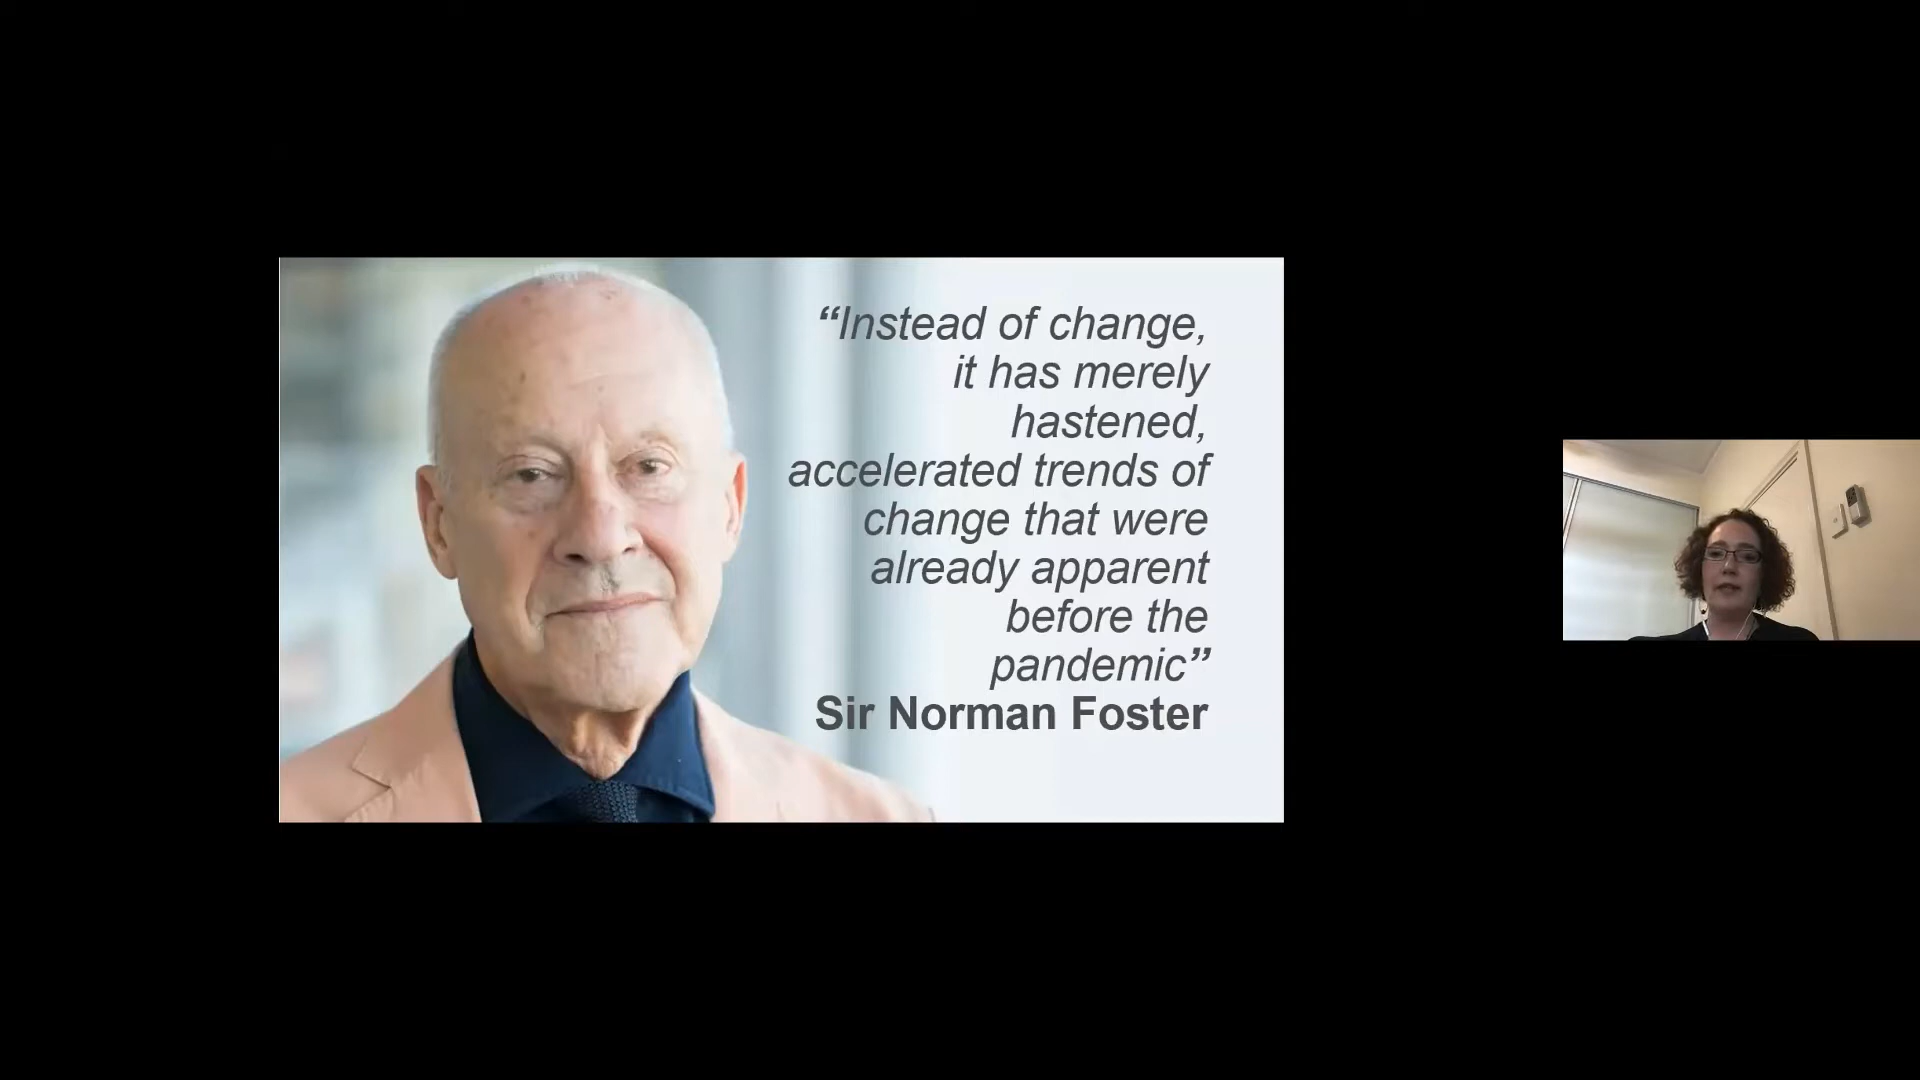 “Instead of change,
it has merely
hastened,
accelerated trends of
change that were
already apparent
before the
pandemic”
Sir Norman Foster